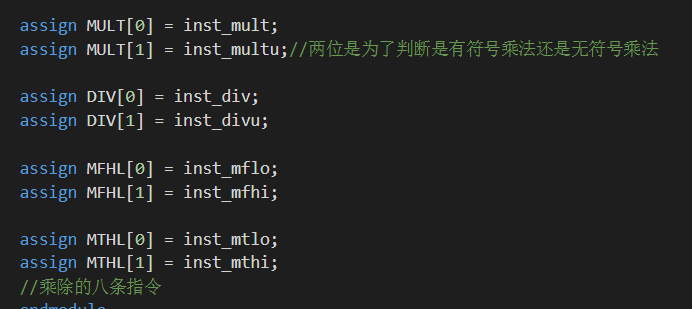 assign MULT[0] = inst_mult;
assign MULT[1] = inst_multu;//两位是为了判断是有符号乘法还是无符号乘法
assign DIV[0] = inst_div;
assign DIV[1] = inst_divu;
assign MFHL[0] = inst_mflo;
assign MFHL[1] = inst_mfhi;
assign MTHL[0] = inst_mtlo;
assign MTHL[1] = inst_mthi;
//乘除的八条指令
endmodule